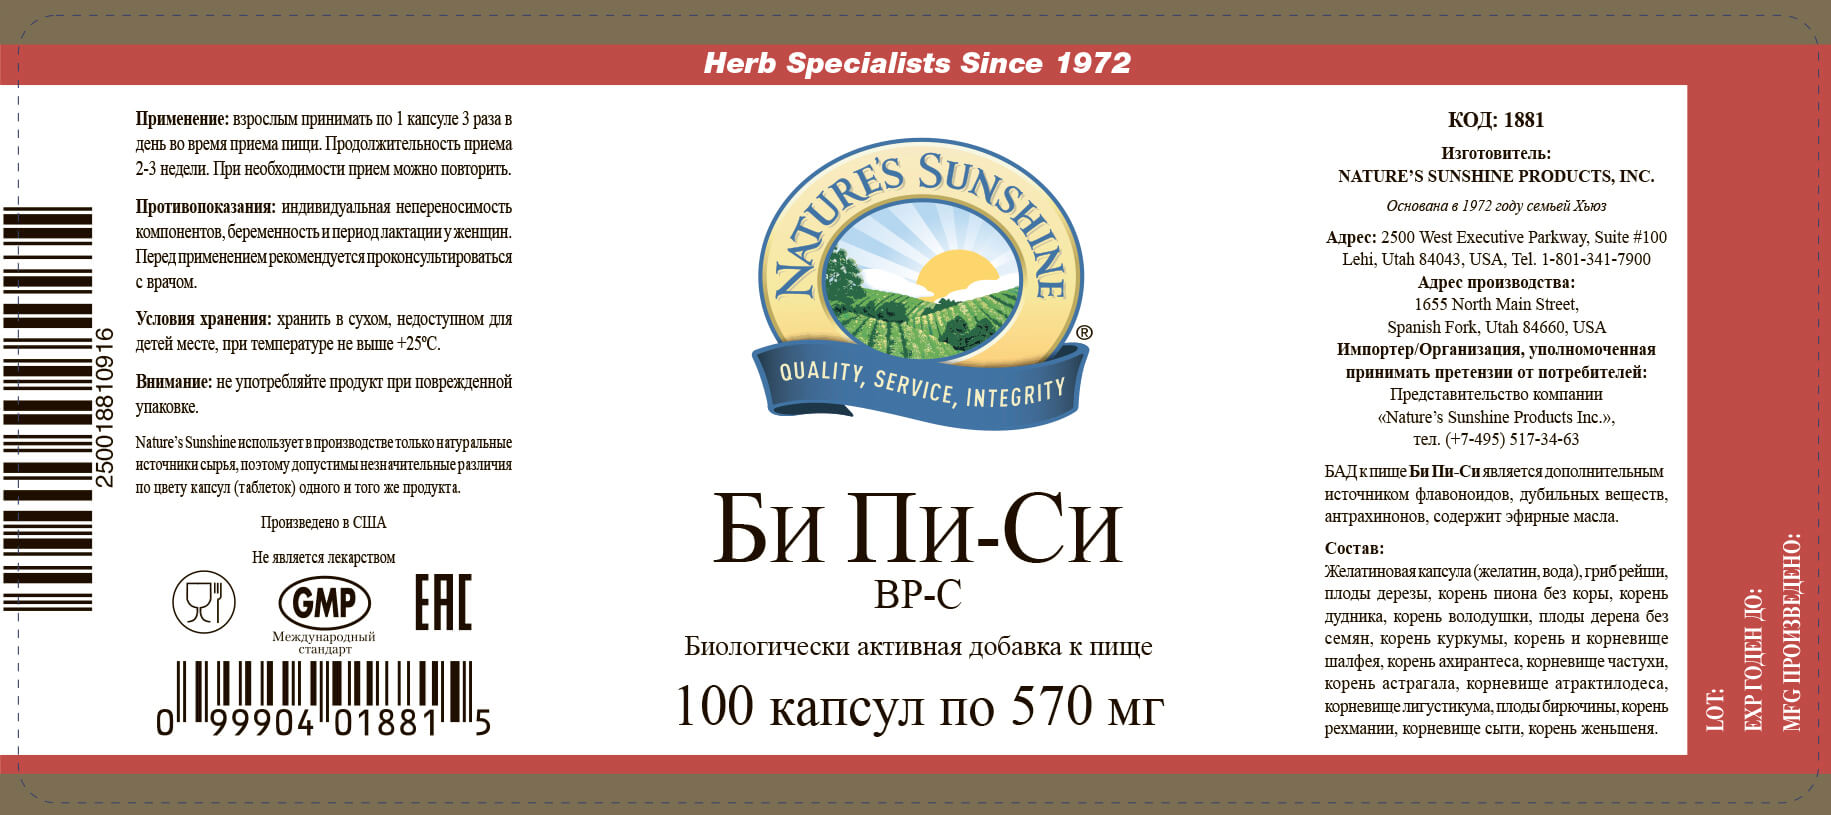 Herb Specialists Since 1972
25001881​0916
Применение: взрослым принимать по 1 капсуле 3 раза в
день во время приема пищи. Продолжительность приема
2-3 недели. При необходимости прием можно повторить.
Противопоказания: индивидуальная непереносимость
компонентов, беременность и период лактации у женщин.
Перед применением рекомендуется проконсультироваться
с врачом.
Условия хранения: хранить в сухом, недоступном для
детей месте, при температуре не выше +25ºС.
Внимание: не употребляйте продукт при поврежденной
упаковке.
Nature's Sunshine использует в производстве только натуральные
источники сырья, поэтому допустимы незначительные различия
по цвету капсул (таблеток) одного и того же продукта.
Произведено в США
Не является лекарством
GMP
Международный
стандарт
EAC
0 99904 01881 5
NATURE'S SUNSHINE
®
QUALITY, SERVICE, INTEGRITY
Би Пи-Си
BP-C
Биологически активная добавка к пище
100 капсул по 570 мг
КОД: 1881
Изготовитель:
NATURE'S SUNSHINE PRODUCTS, INC.
Основана в 1972 году семьей Хьюз
Адрес: 2500 West Executive Parkway, Suite #100
Lehi, Utah 84043, USA, Tel. 1-801-341-7900
Адрес производства:
1655 North Main Street,
Spanish Fork, Utah 84660, USA
Импортер/Организация, уполномоченная
принимать претензии от потребителей:
Представительство компании
«Nature's Sunshine Products Inc.»,
тел. (+7-495) 517-34-63
БАД к пище Би Пи-Си является дополнительным
источником флавоноидов, дубильных веществ,
антрахинонов, содержит эфирные масла.
Состав:
Желатиновая капсула (желатин, вода), гриб рейши,
плоды дерезы, корень пиона без коры, корень
дудника, корень володушки, плоды дерена без
семян, корень куркумы, корень и корневище
шалфея, корень ахирантеса, корневище частухи,
корень астрагала, корневище атрактилодеса,
корневище лигустикума, плоды бирючины, корень
рехмании, корневище сыти, корень женьшеня.
LOT:
EXP ГОДЕН ДО:
MFG ПРОИЗВЕДЕНО: